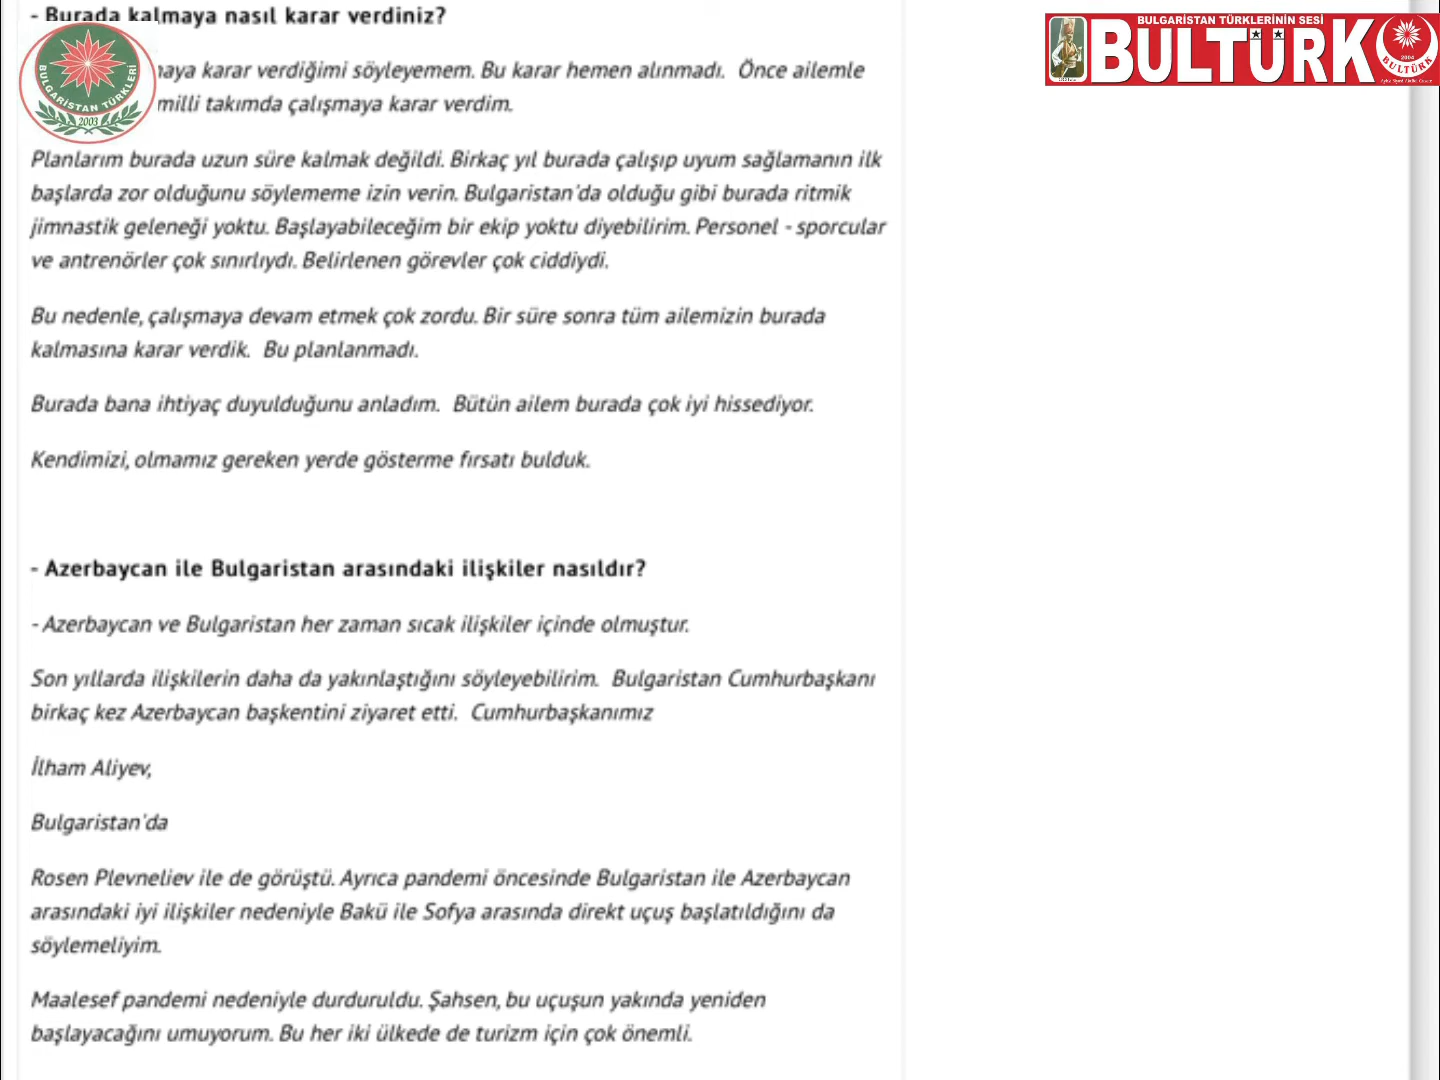 - Burada kalmaya nasıl karar verdiniz?
BULGARİSTAN TÜRKLERİNİN SESİ
BULTÜRK
2004
BULTÜRK
BULGARİSTAN TÜRKLERİ
2003
karar verdiğimi söyleyemem. Bu karar hemen alınmadı. Önce ailemle
milli takımda çalışmaya karar verdim.
Planlarım burada uzun süre kalmak değildi. Birkaç yıl burada çalışıp uyum sağlamanın ilk
başlarda zor olduğunu söylememe izin verin. Bulgaristan'da olduğu gibi burada ritmik
jimnastik geleneği yoktu. Başlayabileceğim bir ekip yoktu diyebilirim. Personel - sporcular
ve antrenörler çok sınırlıydı. Belirlenen görevler çok ciddiydi.
Bu nedenle, çalışmaya devam etmek çok zordu. Bir süre sonra tüm ailemizin burada
kalmasına karar verdik. Bu planlanmadı.
Burada bana ihtiyaç duyulduğunu anladım. Bütün ailem burada çok iyi hissediyor.
Kendimizi, olmamız gereken yerde gösterme fırsatı bulduk.
- Azerbaycan ile Bulgaristan arasındaki ilişkiler nasıldır?
- Azerbaycan ve Bulgaristan her zaman sıcak ilişkiler içinde olmuştur.
Son yıllarda ilişkilerin daha da yakınlaştığını söyleyebilirim. Bulgaristan Cumhurbaşkanı
birkaç kez Azerbaycan başkentini ziyaret etti. Cumhurbaşkanımız
İlham Aliyev,
Bulgaristan'da
Rosen Plevneliev ile de görüştü. Ayrıca pandemi öncesinde Bulgaristan ile Azerbaycan
arasındaki iyi ilişkiler nedeniyle Bakü ile Sofya arasında direkt uçuş başlatıldığını da
söylemeliyim.
Maalesef pandemi nedeniyle durduruldu. Şahsen, bu uçuşun yakında yeniden
başlayacağını umuyorum. Bu her iki ülkede de turizm için çok önemli.